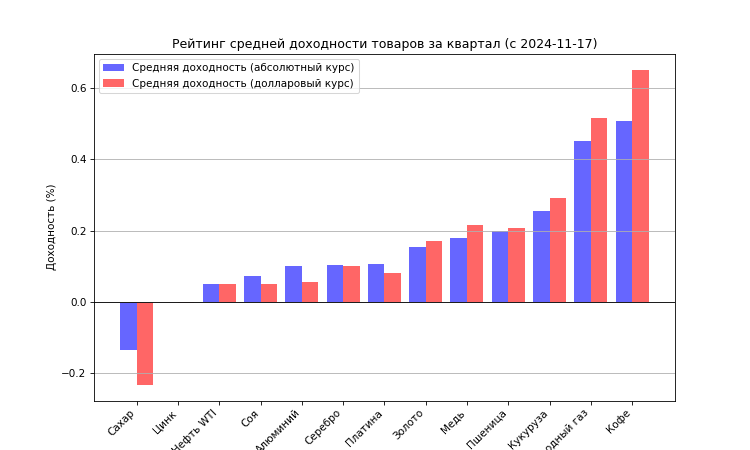 Рейтинг средней доходности товаров за квартал (с 2024-11-17)
Средняя доходность (абсолютный курс)
Средняя доходность (долларовый курс)
Доходность (%)
0.6
0.4
0.2
0.0
−0.2
Сахар
Цинк
Нефть WTI
Соя
Алюминий
Серебро
Платина
Золото
Медь
Пшеница
Кукуруза
газ
Кофе